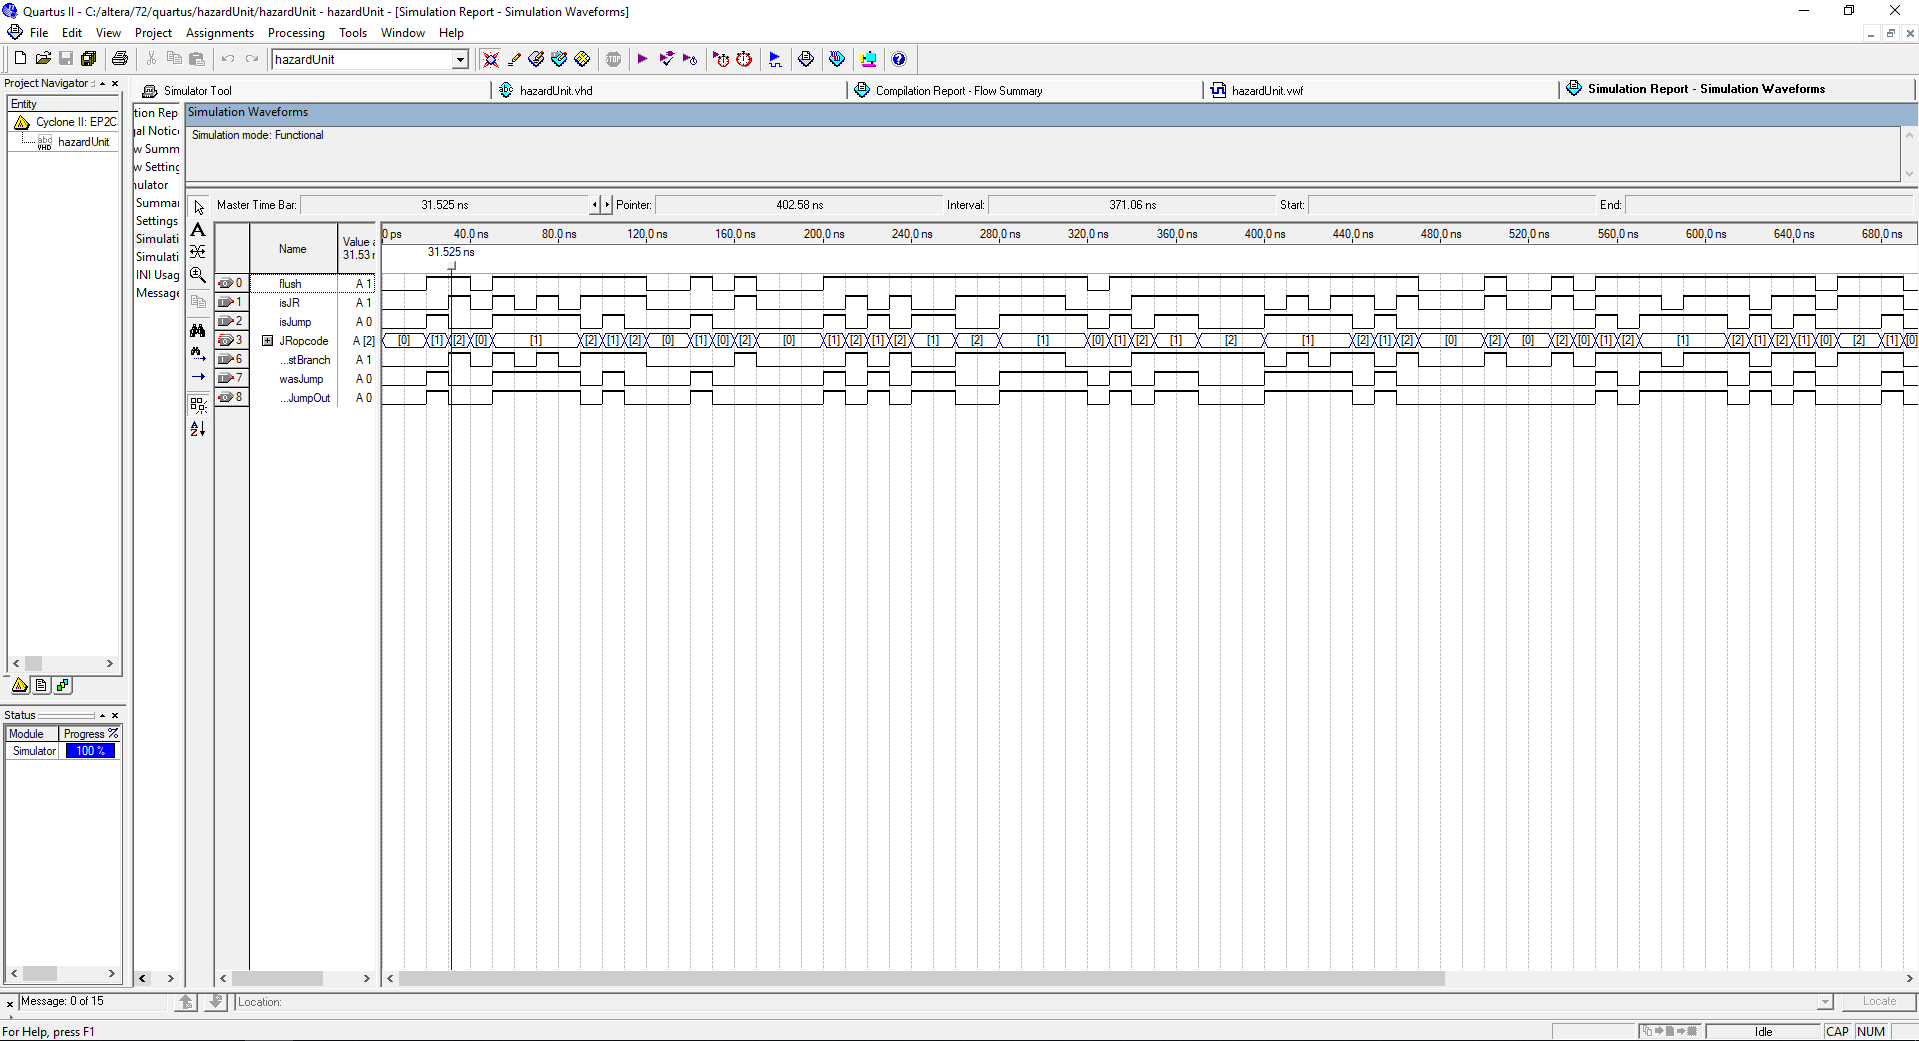 Quartus II - C:/altera/72/quartus/hazardUnit/hazardUnit - hazardUnit - [Simulation Report - Simulation Waveforms]
File Edit View Project Assignments Processing Tools Window Help
hazardUnit
Project Navigator
Simulator Tool
hazardUnit.vhd
Compilation Report - Flow Summary
hazardUnit.vwf
Simulation Report - Simulation Waveforms
Entity
Cyclone II: EP2C
hazardUnit
tion Rep
gal Notic
w Summ
w Setting
nulator
Summar
Settings
Simulati
Simulati
INI Usag
Message
Simulation Waveforms
Simulation mode: Functional
Master Time Bar: 31.525 ns Pointer: 402.58 ns Interval: 371.06 ns Start: End:
Name
Value a
31.53 r
0 ps 40.0 ns 80.0 ns 120.0 ns 160.0 ns 200.0 ns 240.0 ns 280.0 ns 320.0 ns 360.0 ns 400.0 ns 440.0 ns 480.0 ns 520.0 ns 560.0 ns 600.0 ns 640.0 ns 680.0 ns
31.525 ns
0 flush A 1
1 isJR A 1
2 isJump A 0
3 JRopcode A [2] [0] [1] [2] [0] [1] [2] [1] [2] [0] [1] [0] [2] [0] [1] [2] [1] [2] [1] [2] [1] [0] [1] [2] [1] [2] [1] [2] [1] [2] [0] [2] [0] [2] [0] [1] [2] [1] [2] [1] [2] [1] [0] [2] [1] [0]
6 ...stBranch A 1
7 wasJump A 0
8 ...JumpOut A 0
Status
Module Progress %
Simulator 100 %
Message: 0 of 15
Location:
Locate
For Help, press F1
Idle
CAP
NUM